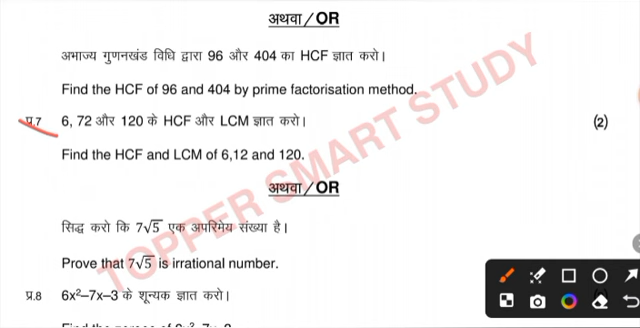 अथवा/OR
अभाज्य गुणनखंड विधि द्वारा 96 और 404 का HCF ज्ञात करो।
Find the HCF of 96 and 404 by prime factorisation method.
प्र.7 6, 72 और 120 के HCF और LCM ज्ञात करो। (2)
Find the HCF and LCM of 6,12 and 120.
अथवा/OR
सिद्ध करो कि 7√5 एक अपरिमेय संख्या है।
Prove that 7√5 is irrational number.
प्र.8 6x²–7x–3 के शून्यक ज्ञात करो।
TOPPER SMART STUDY